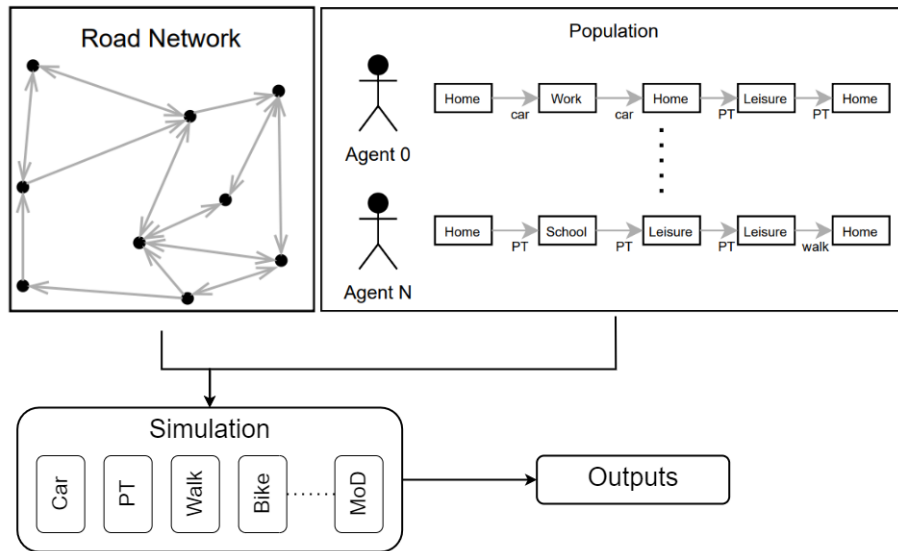 Road Network
Population
Home Work Home Leisure Home
car car PT PT
Agent 0
Home School Leisure Leisure Home
PT PT PT walk
Agent N
Simulation
Car PT Walk Bike MoD
Outputs